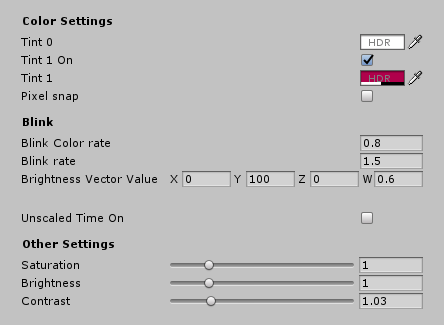 Color Settings
Tint 0 HDR
Tint 1 On
Tint 1 HDR
Pixel snap
Blink
Blink Color rate 0.8
Blink rate 1.5
Brightness Vector Value X 0 Y 100 Z 0 W 0.6
Unscaled Time On
Other Settings
Saturation 1
Brightness 1
Contrast 1.03